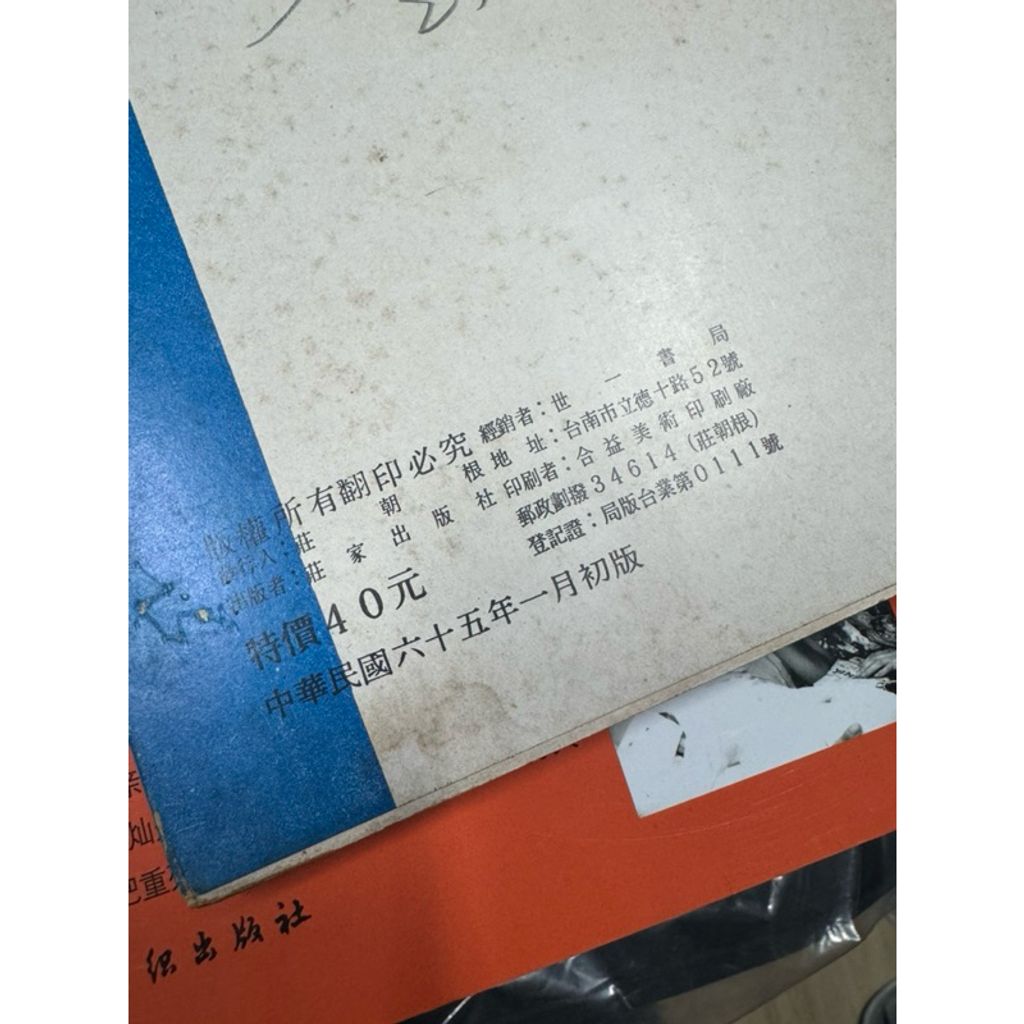 版權所有翻印必究
發行人：莊朝根
出版者：莊家出版社
特價40元
中華民國六十五年一月初版
經銷者：世一書局
地址：台南市立德十路52號
印刷者：合益美術印刷廠
郵政劃撥34614（莊朝根）
登記證：局版台業第0111號
亲
灿
把重
织出版社